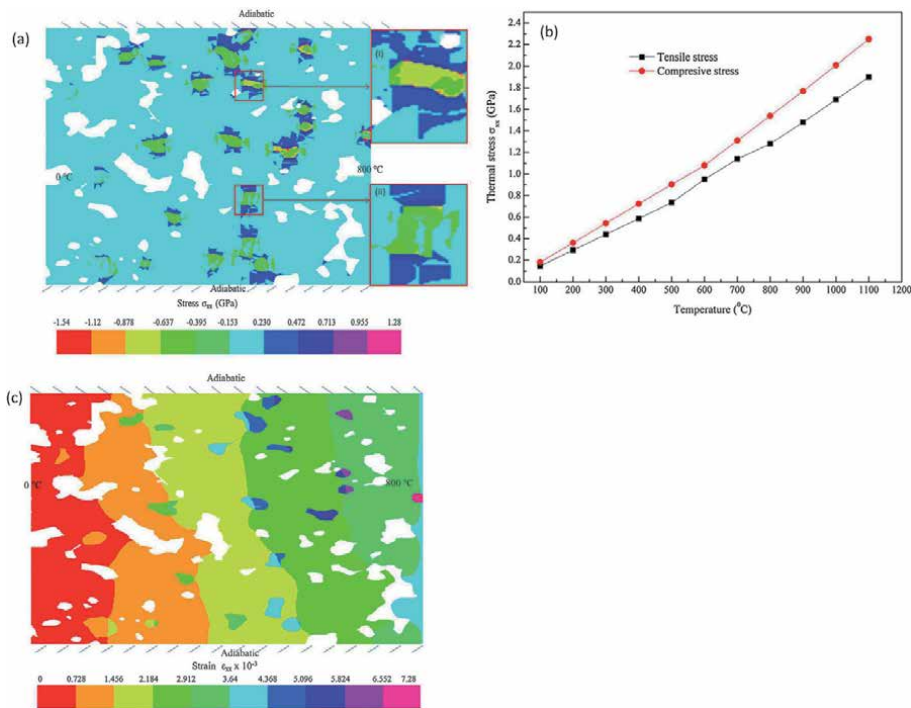 (a)
Adiabatic
(i)
0 °C
800 °C
(ii)
Adiabatic
Stress σxx (GPa)
-1.54 -1.12 -0.878 -0.637 -0.395 -0.153 0.230 0.472 0.713 0.955 1.28
(b)
Tensile stress
Compresive stress
Thermal stress σxx (GPa)
2.4
2.2
2.0
1.8
1.6
1.4
1.2
1.0
0.8
0.6
0.4
0.2
0.0
100 200 300 400 500 600 700 800 900 1000 1100 1200
Temperature (⁰C)
(c)
Adiabatic
0 °C
800 °C
Adiabatic
Strain εxx x 10⁻³
0 0.728 1.456 2.184 2.912 3.64 4.368 5.096 5.824 6.552 7.28